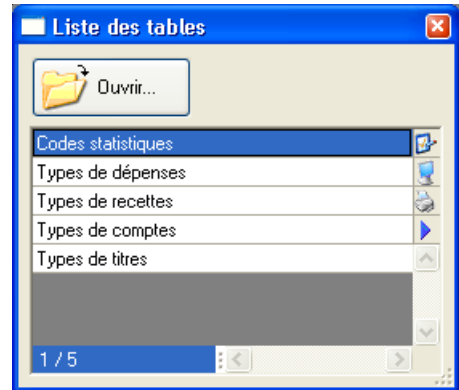 Liste des tables
Ouvrir...
Codes statistiques
Types de dépenses
Types de recettes
Types de comptes
Types de titres
1 / 5